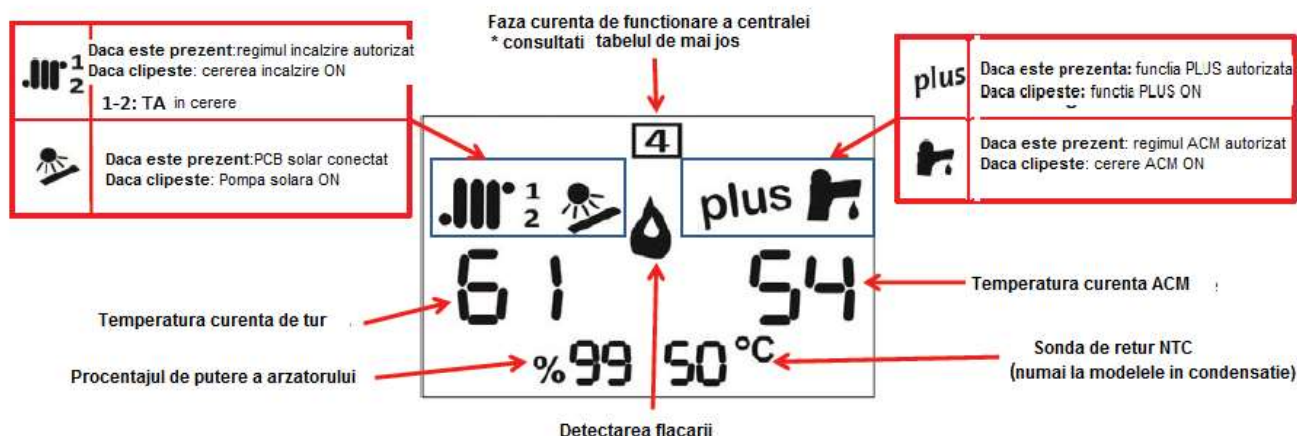 Faza curenta de functionare a centralei
* consultati tabelul de mai jos
1
2
Daca este prezent:regimul incalzire autorizat
Daca clipeste: cererea incalzire ON
1-2: TA in cerere
Daca este prezent:PCB solar conectat
Daca clipeste: Pompa solara ON
plus
Daca este prezenta: functia PLUS autorizata
Daca clipeste: functia PLUS ON
Daca este prezent: regimul ACM autorizat
Daca clipeste: cerere ACM ON
4
1
2
plus
61
54
%99
50 °C
Temperatura curenta de tur
Temperatura curenta ACM
Procentajul de putere a arzatorului
Sonda de retur NTC
(numai la modelele in condensatie)
Detectarea flacarii